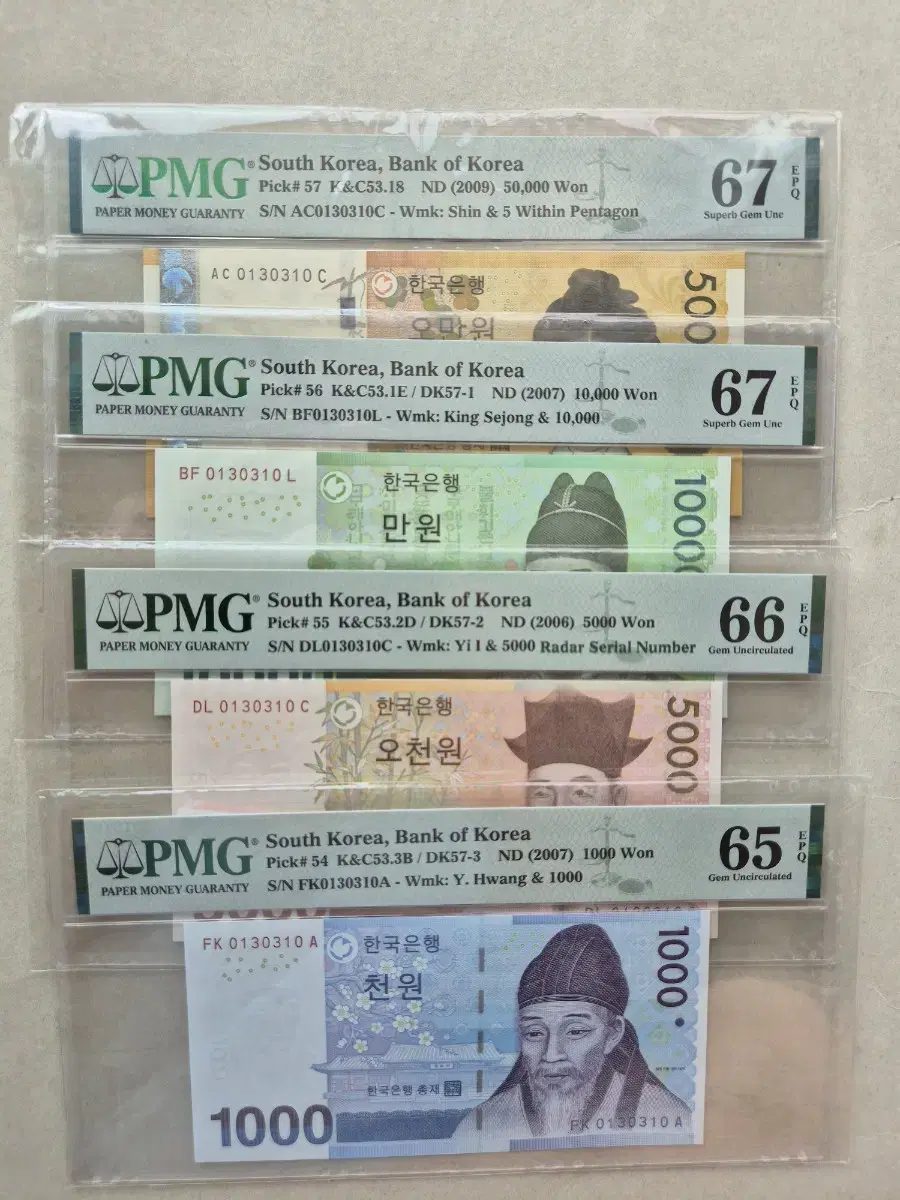 PMG®
PAPER MONEY GUARANTY
South Korea, Bank of Korea
Pick# 57 K&C53.18 ND (2009) 50,000 Won
S/N AC0130310C - Wmk: Shin & 5 Within Pentagon
67
EPQ
Superb Gem Unc
AC 0130310 C
한국은행
오만원
500
PMG®
PAPER MONEY GUARANTY
South Korea, Bank of Korea
Pick# 56 K&C53.1E / DK57-1 ND (2007) 10,000 Won
S/N BF0130310L - Wmk: King Sejong & 10,000
67
EPQ
Superb Gem Unc
BF 0130310 L
한국은행
만원
1000
PMG®
PAPER MONEY GUARANTY
South Korea, Bank of Korea
Pick# 55 K&C53.2D / DK57-2 ND (2006) 5000 Won
S/N DL0130310C - Wmk: Yi I & 5000 Radar Serial Number
66
EPQ
Gem Uncirculated
DL 0130310 C
한국은행
오천원
5000
PMG®
PAPER MONEY GUARANTY
South Korea, Bank of Korea
Pick# 54 K&C53.3B / DK57-3 ND (2007) 1000 Won
S/N FK0130310A - Wmk: Y. Hwang & 1000
65
EPQ
Gem Uncirculated
FK 0130310 A
한국은행
천원
1000
한국은행 총재
1000
FK 0130310 A